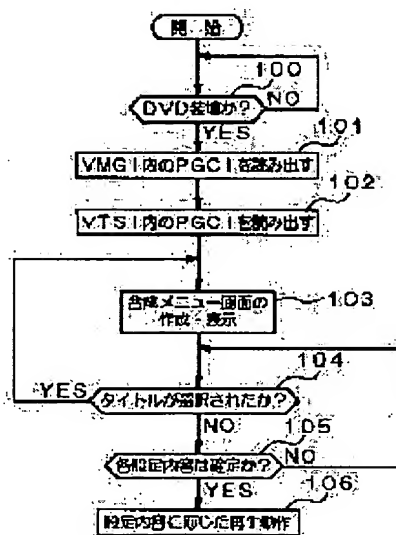 開 始
100
DVD装填か?
NO
YES
101
VMGI内のPGCIを読み出す
102
VTSI内のPGCIを読み出す
合成メニュー画面の
作成・表示
103
104
タイトルが選択されたか?
YES
NO
105
各設定内容は確定か?
NO
YES
106
設定内容に応じた再生動作